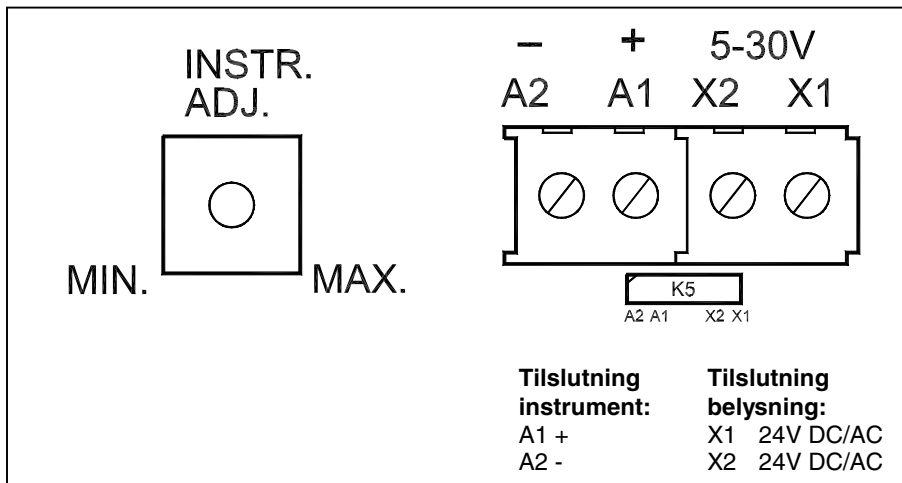 INSTR.
ADJ.
MIN.
MAX.
− + 5-30V
A2 A1 X2 X1
K5
A2 A1 X2 X1
Tilslutning
instrument:
A1 +
A2 -
Tilslutning
belysning:
X1 24V DC/AC
X2 24V DC/AC